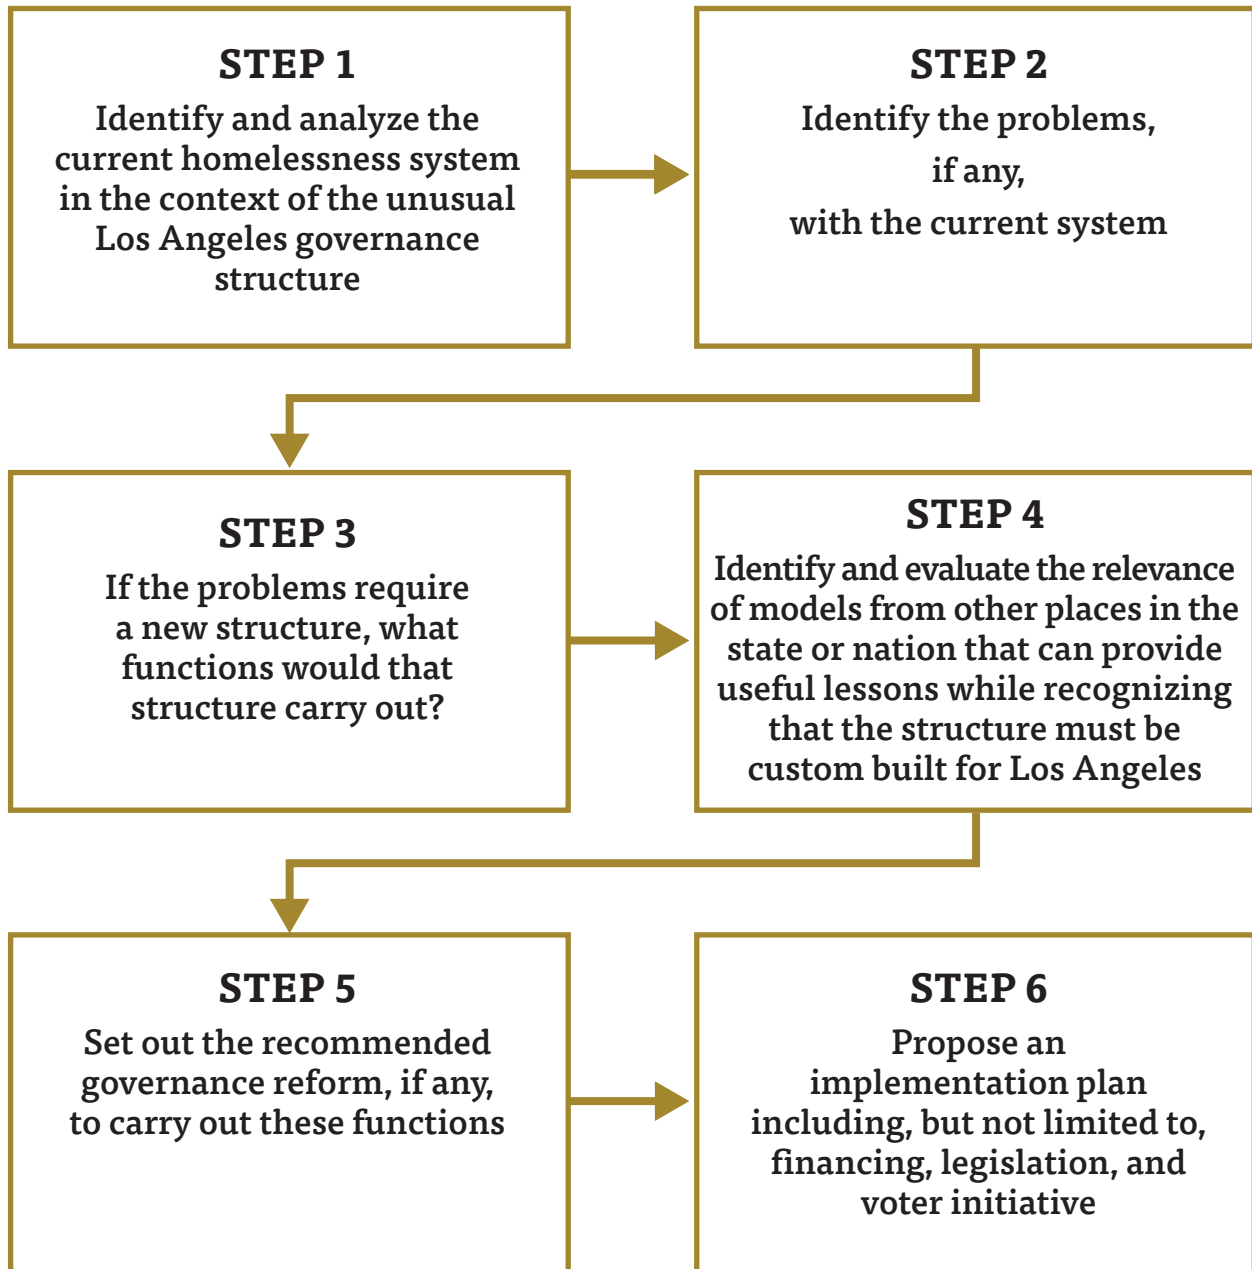 STEP 1
Identify and analyze the
current homelessness system
in the context of the unusual
Los Angeles governance
structure
STEP 2
Identify the problems,
if any,
with the current system
STEP 3
If the problems require
a new structure, what
functions would that
structure carry out?
STEP 4
Identify and evaluate the relevance
of models from other places in the
state or nation that can provide
useful lessons while recognizing
that the structure must be
custom built for Los Angeles
STEP 5
Set out the recommended
governance reform, if any,
to carry out these functions
STEP 6
Propose an
implementation plan
including, but not limited to,
financing, legislation, and
voter initiative